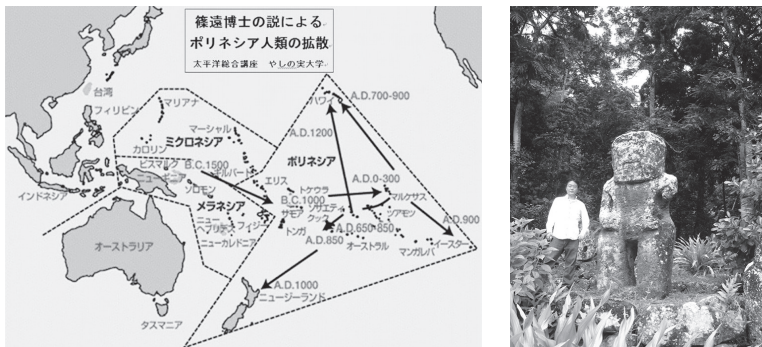 篠遠博士の説による
ポリネシア人類の拡散
太平洋総合講座　やしの実大学
台湾
フィリピン
マリアナ
ハワイ
A.D.700-900
マーシャル
A.D.1200
カロリン
ミクロネシア
ポリネシア
ビスマルク
B.C.1500
ギルバート
A.D.0-300
ニューギニア
エリス
トケウラ
マルケサス
インドネシア
ソロモン
B.C.1000
ソサエティ
メラネシア
サモア
クック
ツアモツ
A.D.900
ニュー
ヘブリデス
フィジー
トンガ
A.D.650-850
イースター
ニューカレドニア
A.D.850
オーストラル
マンガレバ
オーストラリア
A.D.1000
ニュージーランド
タスマニア